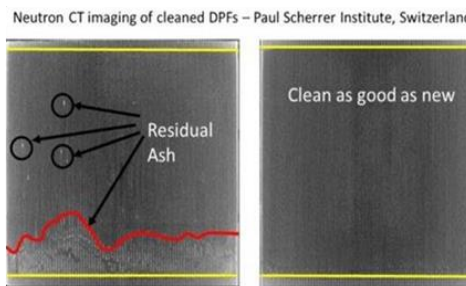 Neutron CT imaging of cleaned DPFs – Paul Scherrer Institute, Switzerland
Residual
Ash
Clean as good as new